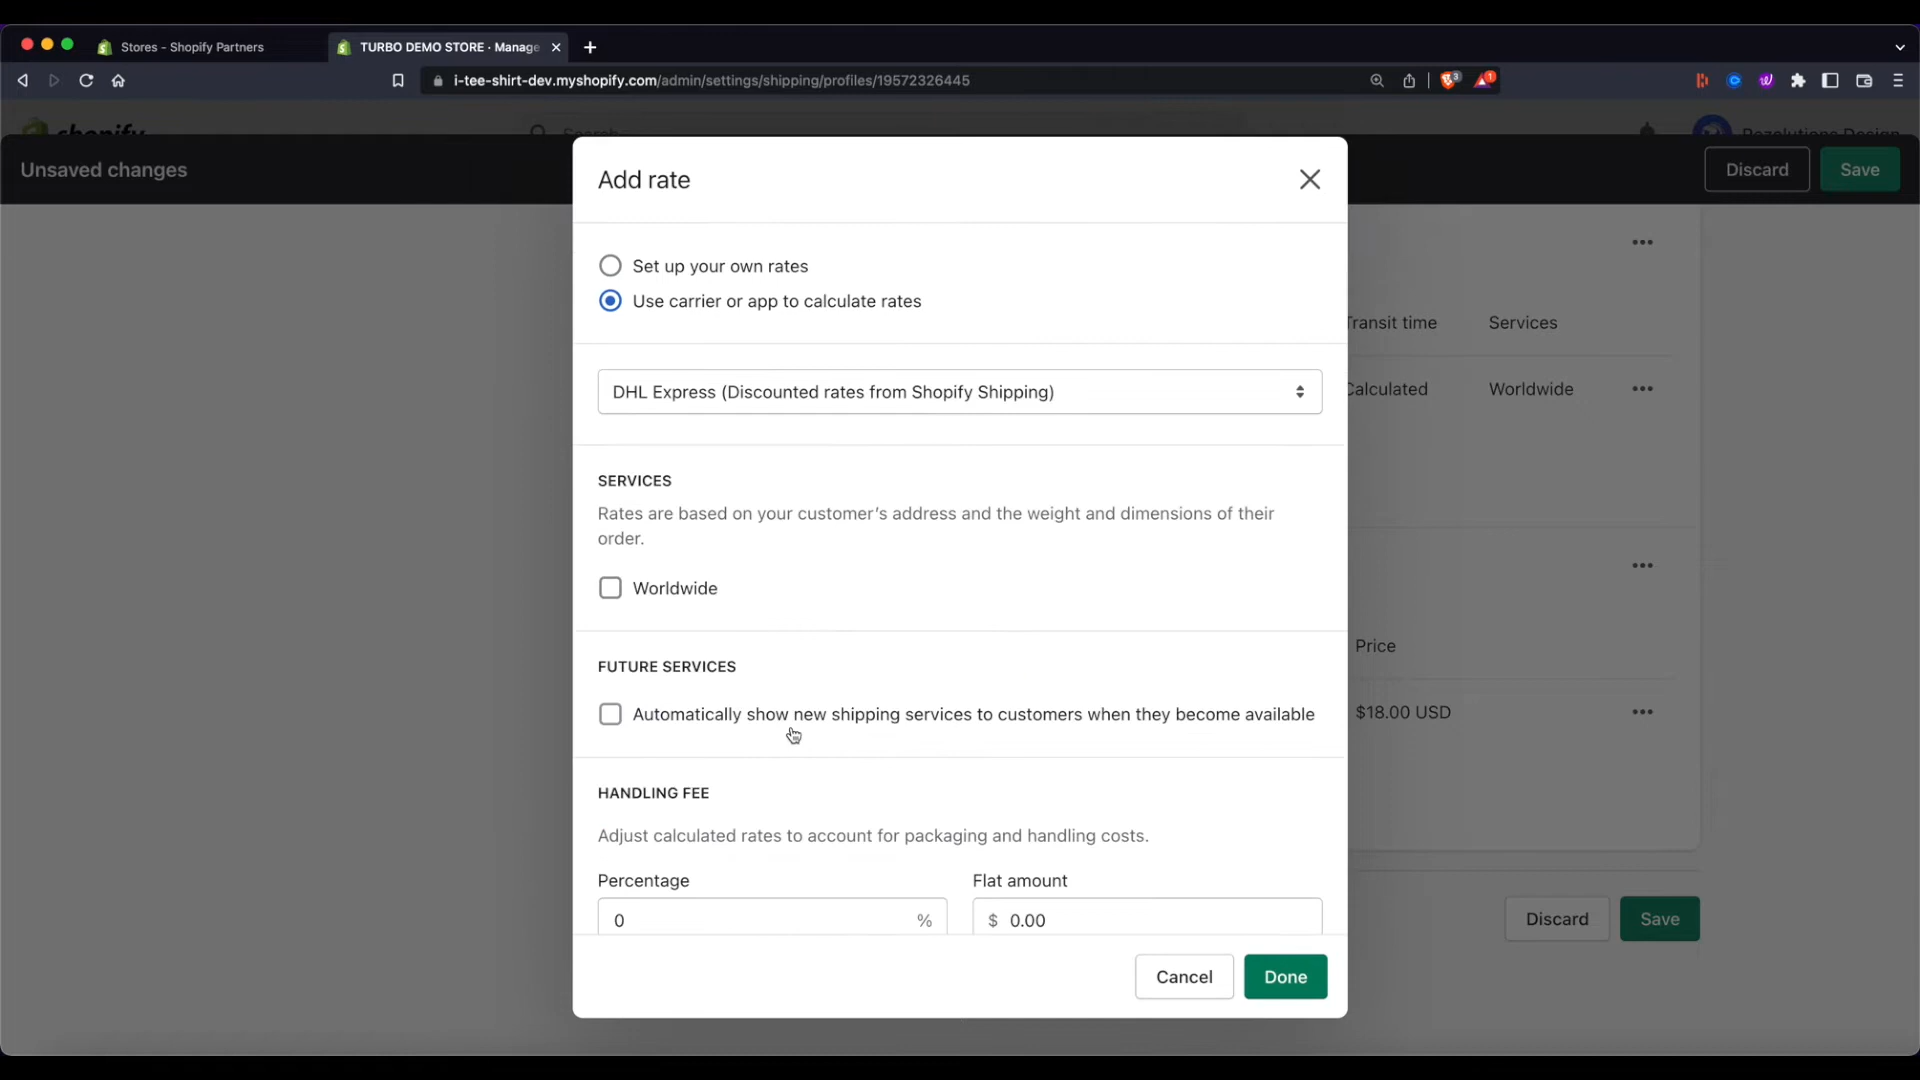 Stores - Shopify Partners
TURBO DEMO STORE · Manage
i-tee-shirt-dev.myshopify.com/admin/settings/shipping/profiles/19572326445
3
1
shopify
Search
Unsaved changes
Discard
Save
Add rate
Set up your own rates
Use carrier or app to calculate rates
Transit time
Services
DHL Express (Discounted rates from Shopify Shipping)
Calculated
Worldwide
SERVICES
Rates are based on your customer's address and the weight and dimensions of their
order.
Worldwide
Price
FUTURE SERVICES
Automatically show new shipping services to customers when they become available
$18.00 USD
HANDLING FEE
Adjust calculated rates to account for packaging and handling costs.
Percentage
Flat amount
0 %
$ 0.00
Discard
Save
Cancel
Done